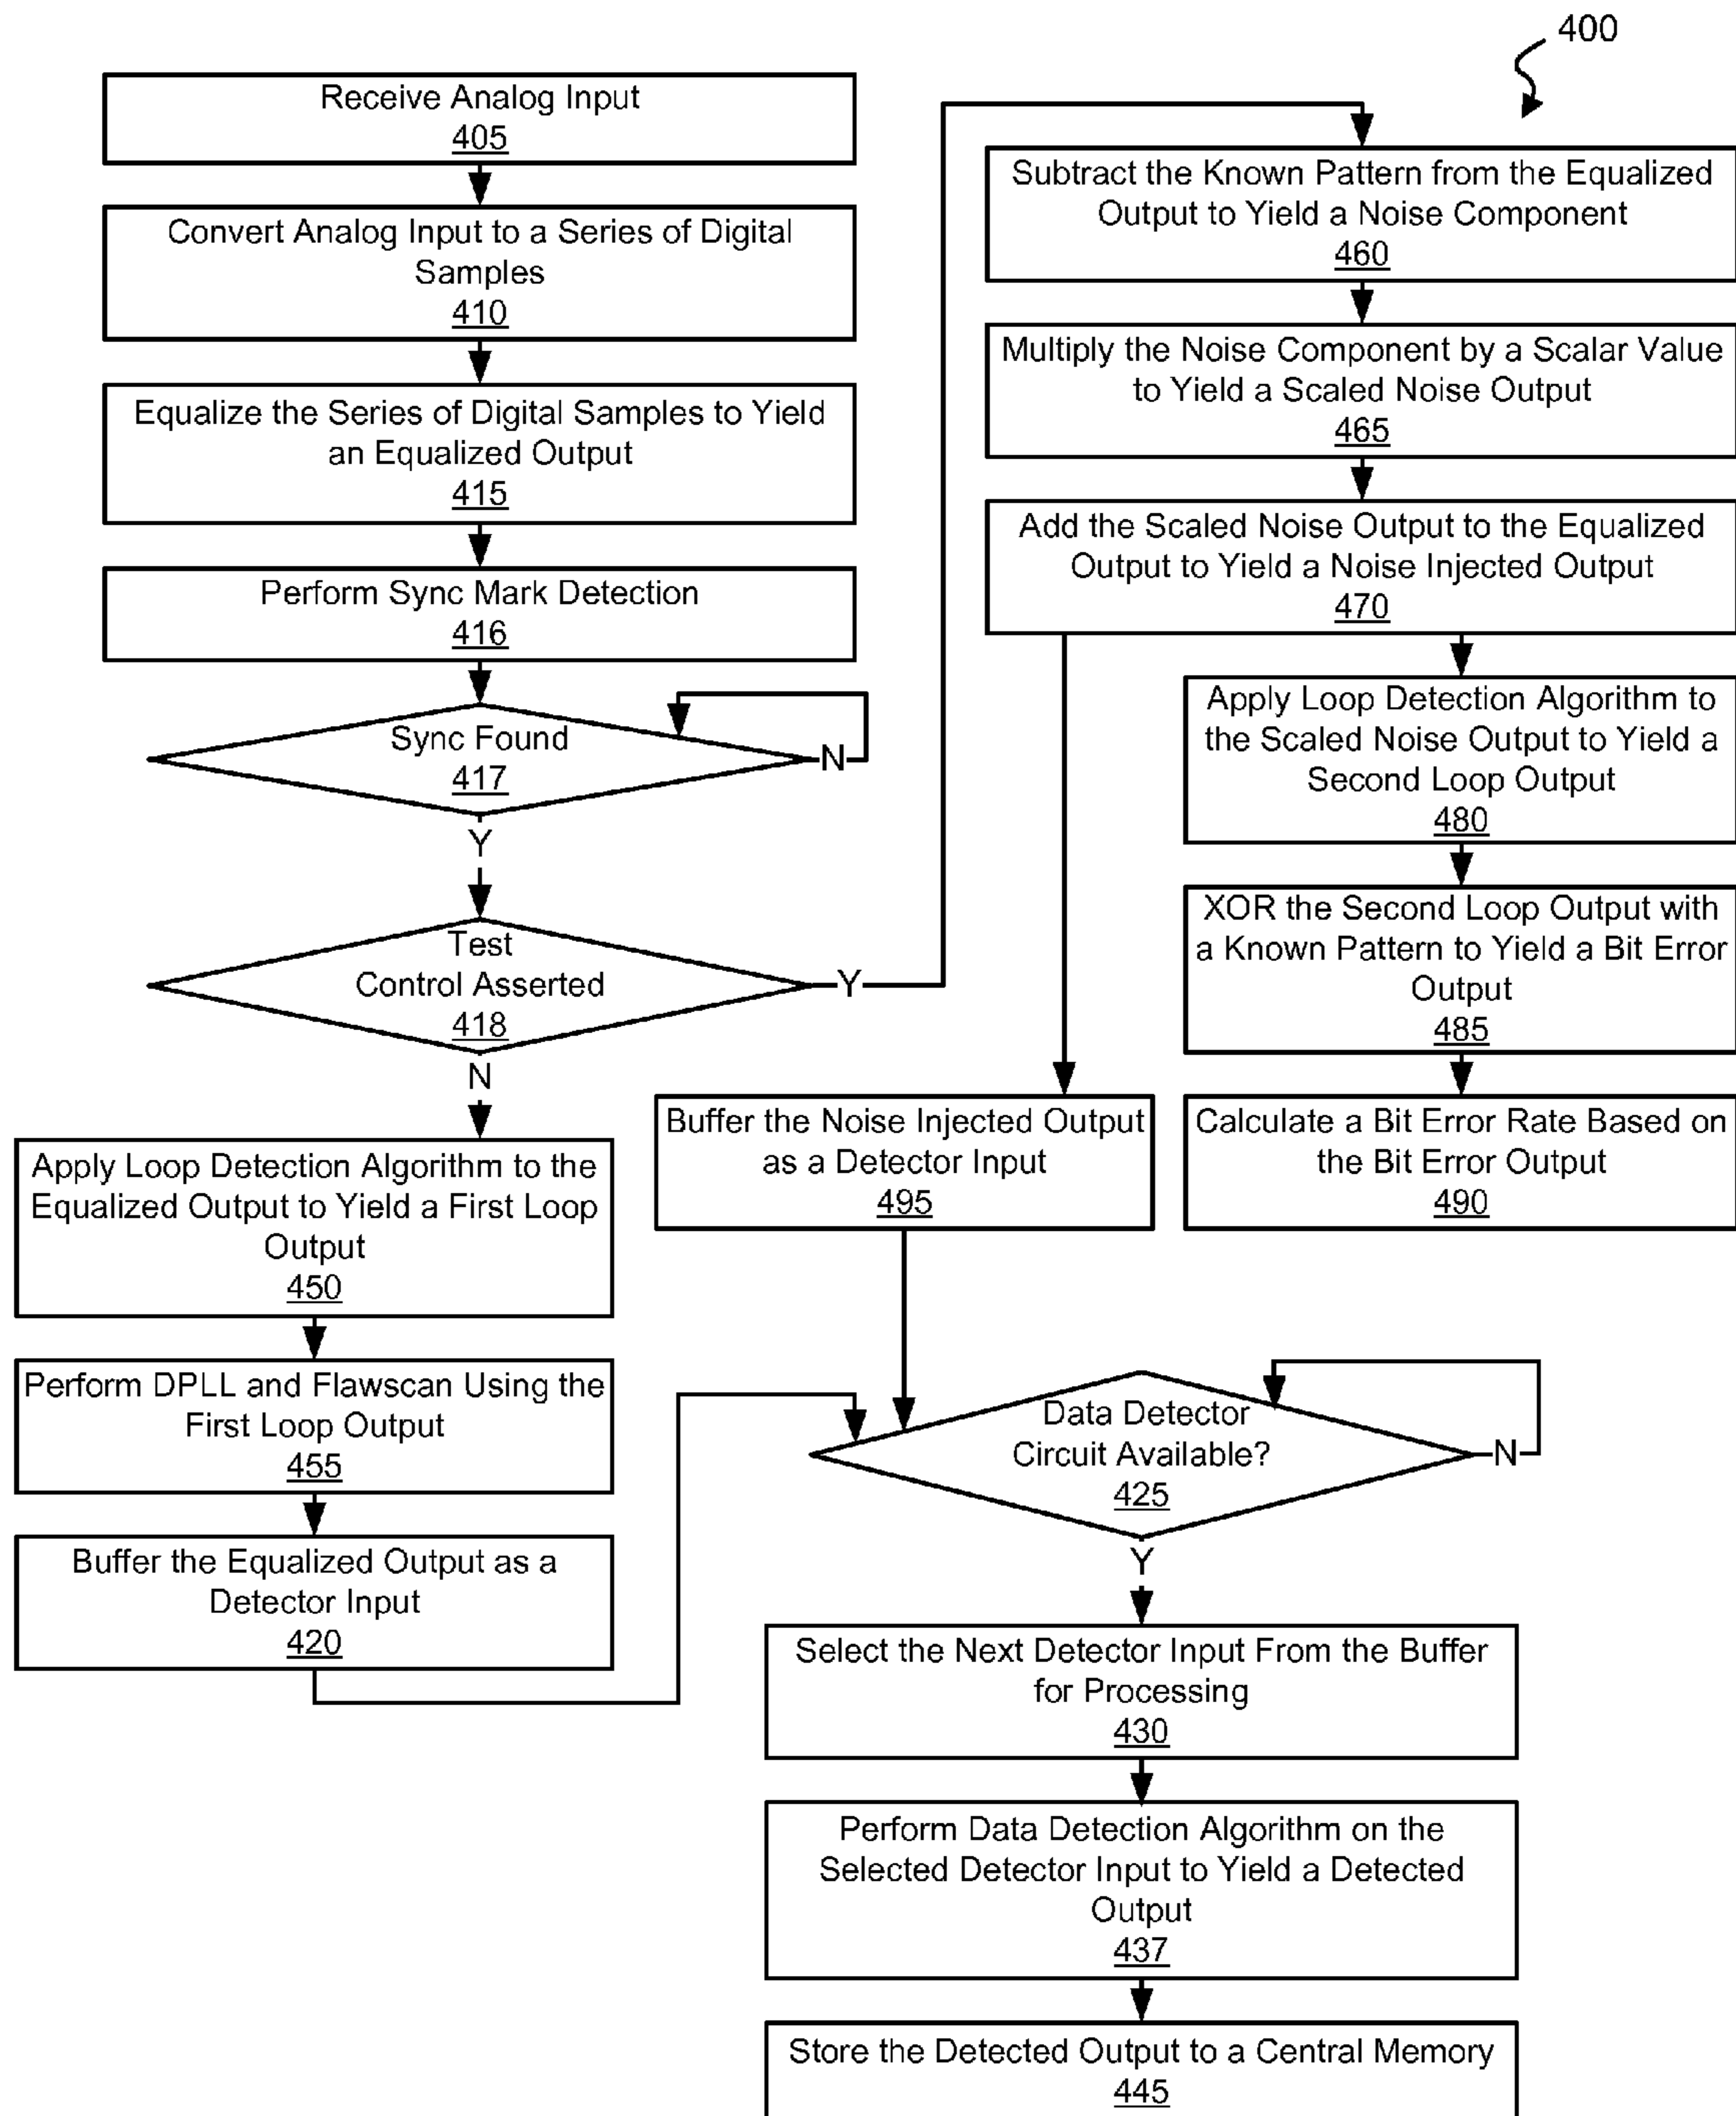 400
Receive Analog Input
405
Convert Analog Input to a Series of Digital
Samples
410
Equalize the Series of Digital Samples to Yield
an Equalized Output
415
Perform Sync Mark Detection
416
Sync Found
417
N
Y
Test
Control Asserted
418
Y
N
Apply Loop Detection Algorithm to the
Equalized Output to Yield a First Loop
Output
450
Perform DPLL and Flawscan Using the
First Loop Output
455
Buffer the Equalized Output as a
Detector Input
420
Subtract the Known Pattern from the Equalized
Output to Yield a Noise Component
460
Multiply the Noise Component by a Scalar Value
to Yield a Scaled Noise Output
465
Add the Scaled Noise Output to the Equalized
Output to Yield a Noise Injected Output
470
Apply Loop Detection Algorithm to
the Scaled Noise Output to Yield a
Second Loop Output
480
XOR the Second Loop Output with
a Known Pattern to Yield a Bit Error
Output
485
Calculate a Bit Error Rate Based on
the Bit Error Output
490
Buffer the Noise Injected Output
as a Detector Input
495
Data Detector
Circuit Available?
425
N
Y
Select the Next Detector Input From the Buffer
for Processing
430
Perform Data Detection Algorithm on the
Selected Detector Input to Yield a Detected
Output
437
Store the Detected Output to a Central Memory
445